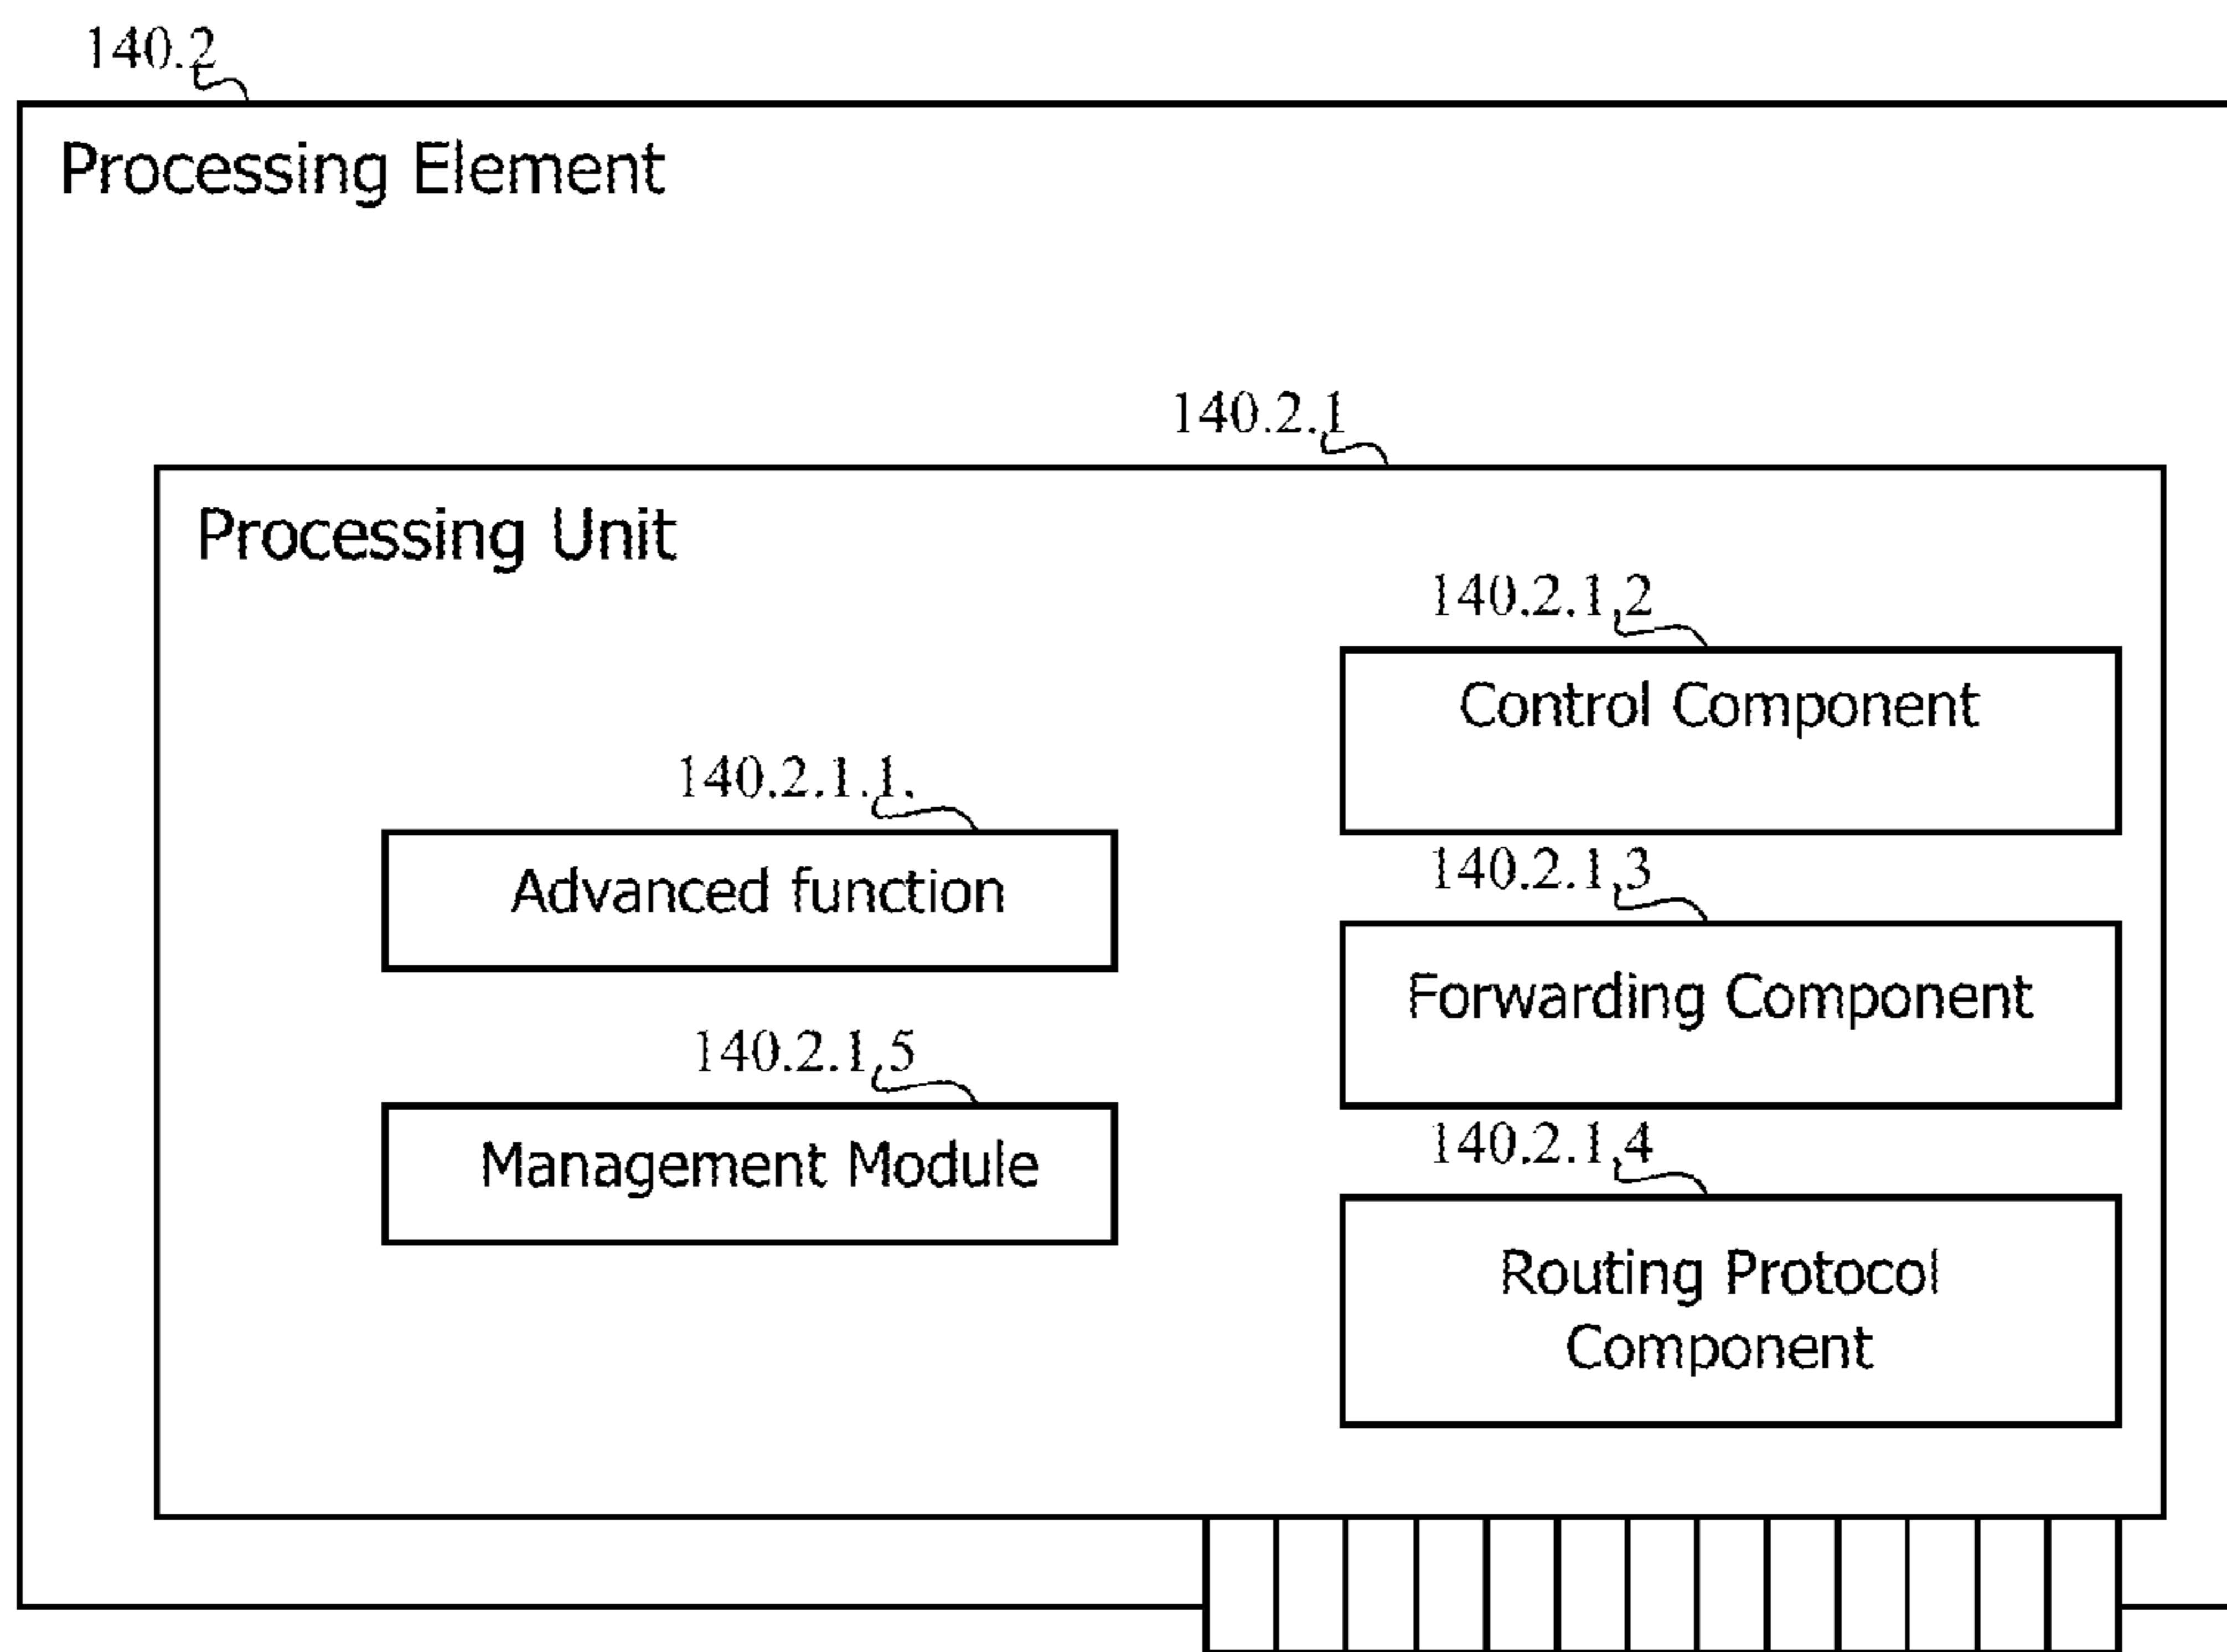 140.2
Processing Element
140.2.1
Processing Unit
140.2.1.2
Control Component
140.2.1.1.
Advanced function
140.2.1.3
Forwarding Component
140.2.1.5
Management Module
140.2.1.4
Routing Protocol
Component